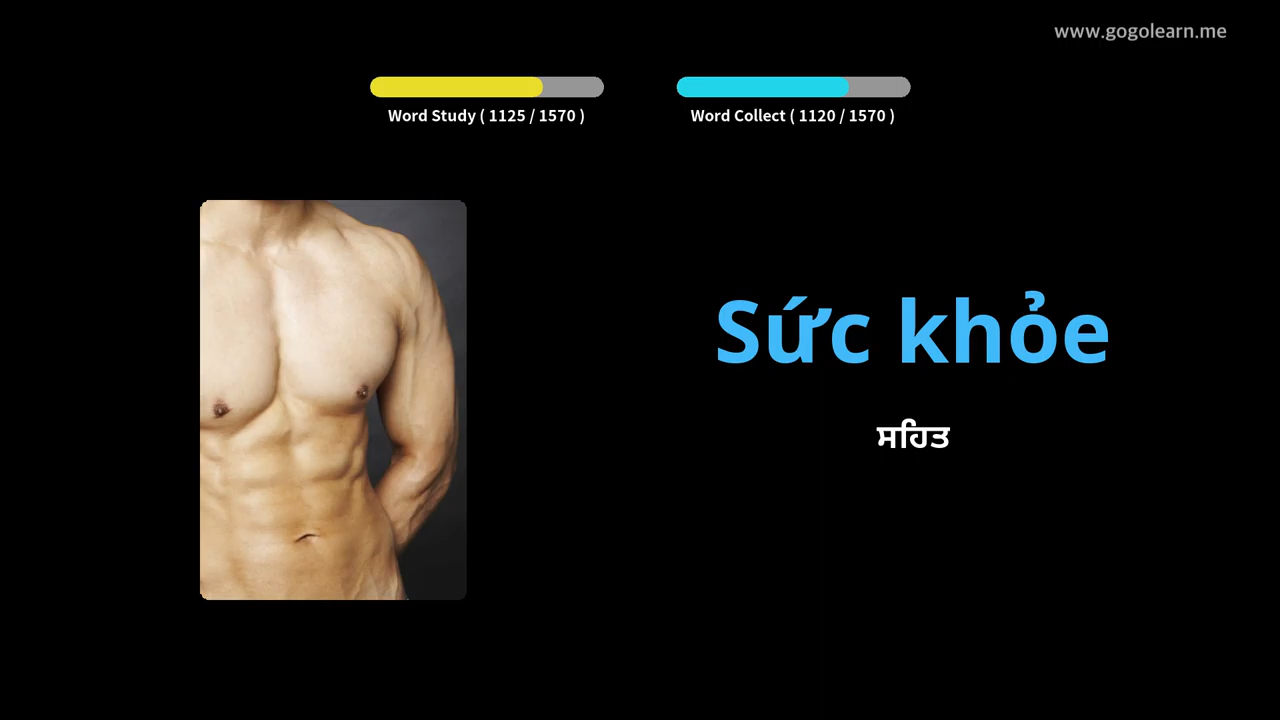 www.gogolearn.me
Word Study ( 1125 / 1570 )
Word Collect ( 1120 / 1570 )
Sức khỏe
ਸਹਿਤ